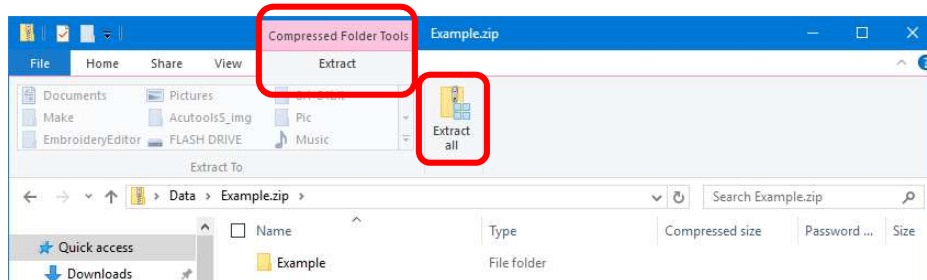 Compressed Folder Tools Example.zip
File Home Share View Extract
Documents Pictures
Make Acutools5_img Pic
EmbroideryEditor FLASH DRIVE Music
Extract all
Extract To
Data > Example.zip > Search Example.zip
Name Type Compressed size Password ... Size
Quick access
Example File folder
Downloads